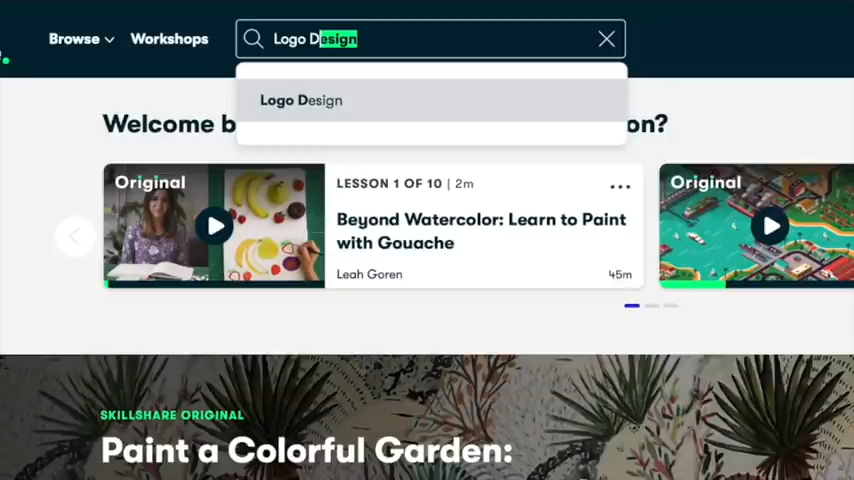 Browse Workshops Logo Design
Logo Design
Welcome b on?
Original
LESSON 1 OF 10 | 2m
Beyond Watercolor: Learn to Paint
with Gouache
Leah Goren 45m
Original
SKILLSHARE ORIGINAL
Paint a Colorful Garden: